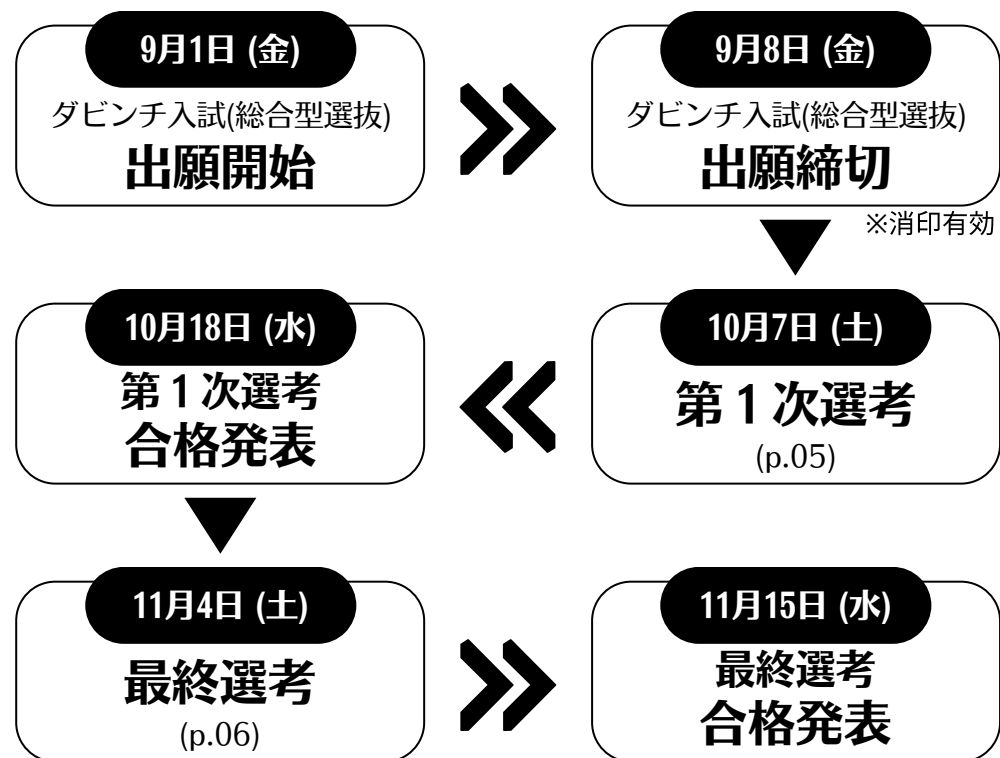 9月1日 (金)
ダビンチ入試(総合型選抜)
出願開始
9月8日 (金)
ダビンチ入試(総合型選抜)
出願締切
※消印有効
10月7日 (土)
第1次選考
(p.05)
10月18日 (水)
第1次選考
合格発表
11月4日 (土)
最終選考
(p.06)
11月15日 (水)
最終選考
合格発表